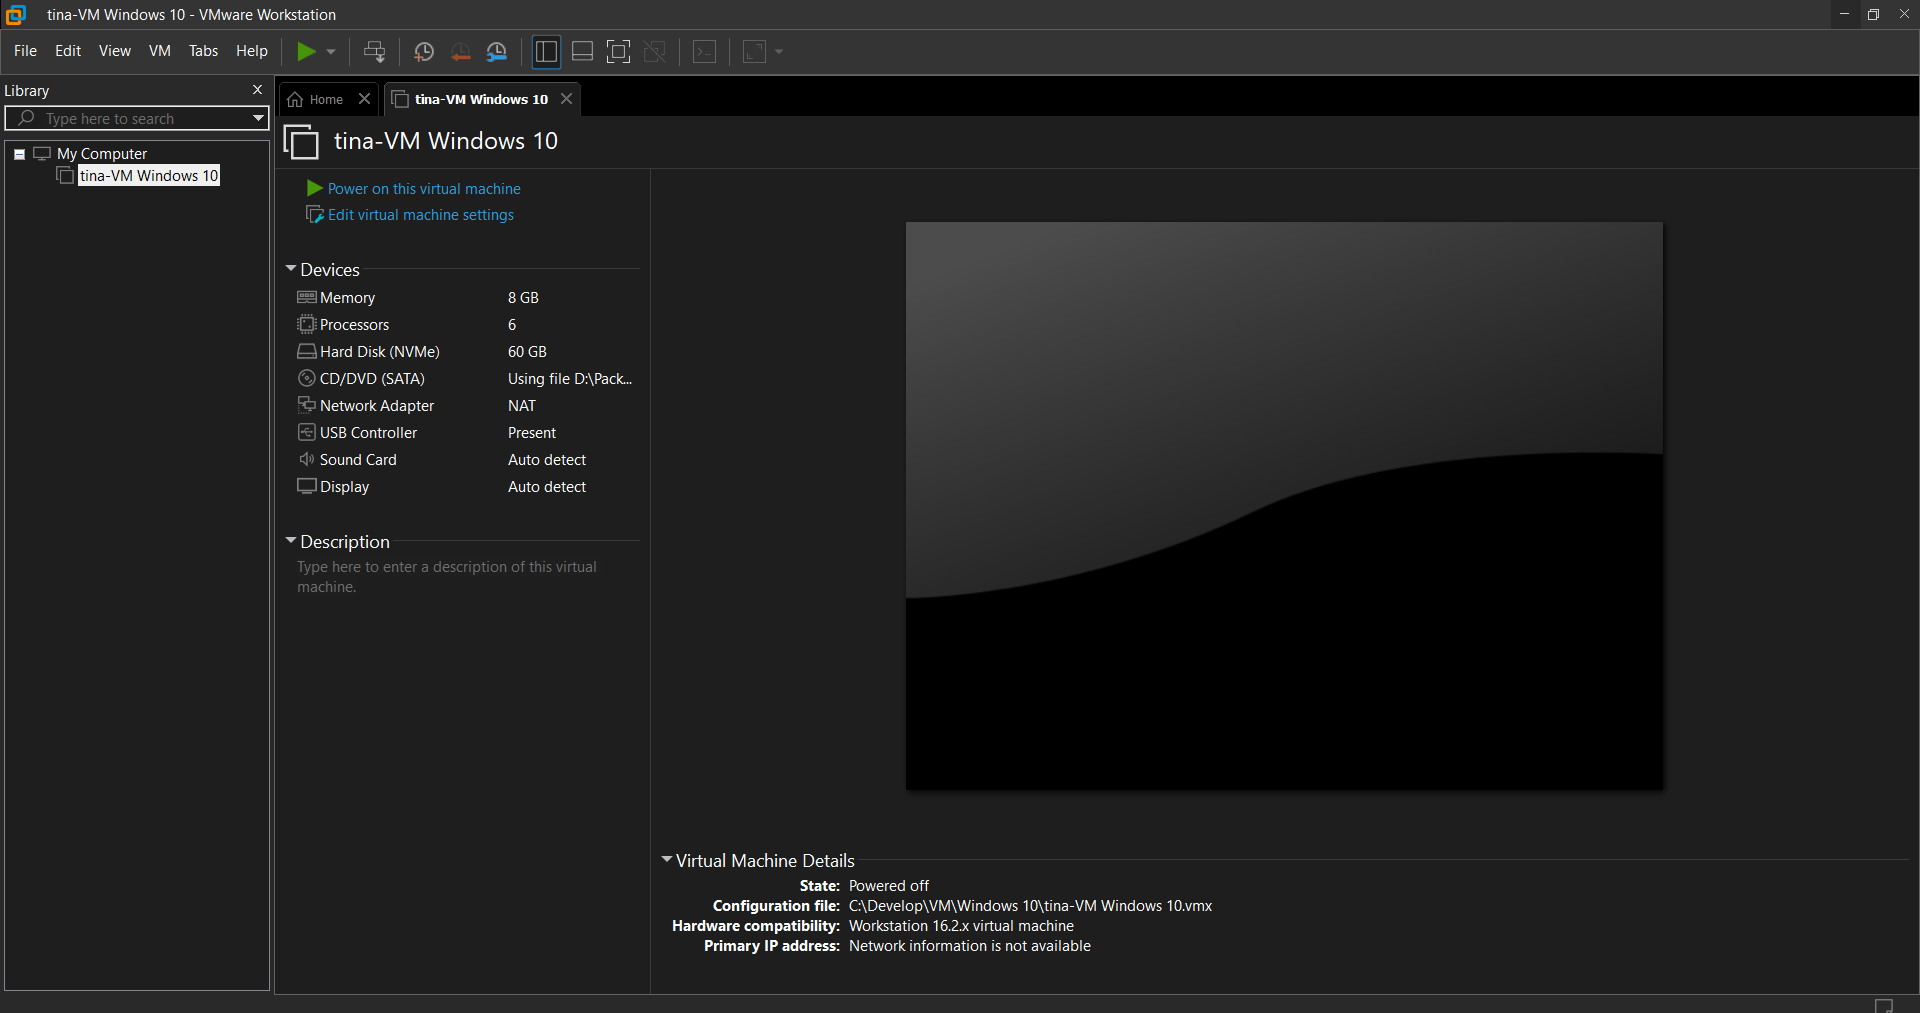 tina-VM Windows 10 - VMware Workstation
File Edit View VM Tabs Help
Library
Type here to search
My Computer
tina-VM Windows 10
Home
tina-VM Windows 10
tina-VM Windows 10
Power on this virtual machine
Edit virtual machine settings
Devices
Memory 8 GB
Processors 6
Hard Disk (NVMe) 60 GB
CD/DVD (SATA) Using file D:\Pack...
Network Adapter NAT
USB Controller Present
Sound Card Auto detect
Display Auto detect
Description
Type here to enter a description of this virtual
machine.
Virtual Machine Details
State: Powered off
Configuration file: C:\Develop\VM\Windows 10\tina-VM Windows 10.vmx
Hardware compatibility: Workstation 16.2.x virtual machine
Primary IP address: Network information is not available